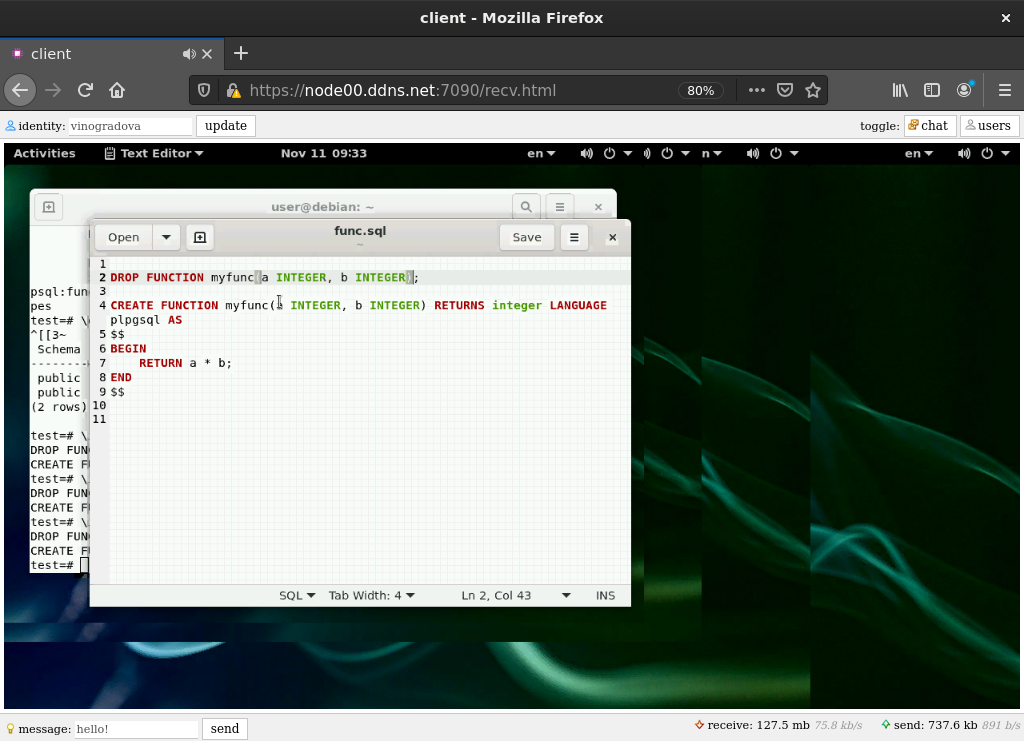 client - Mozilla Firefox
client
https://node00.ddns.net:7090/recv.html 80%
identity: vinogradova update toggle: chat users
Activities Text Editor Nov 11 09:33 en n en
user@debian: ~
Open func.sql Save
~
1
2 DROP FUNCTION myfunc(a INTEGER, b INTEGER);
3
4 CREATE FUNCTION myfunc(a INTEGER, b INTEGER) RETURNS integer LANGUAGE
plpgsql AS
5 $$
6 BEGIN
7 RETURN a * b;
8 END
9 $$
10
11
psql:fun
pes
test=# \
^[[3~
Schema
--------
public
public
(2 rows)
test=# \
DROP FUN
CREATE F
test=# \
DROP FUN
CREATE F
test=# \
DROP FUN
CREATE F
test=#
SQL Tab Width: 4 Ln 2, Col 43 INS
message: hello! send receive: 127.5 mb 75.8 kb/s send: 737.6 kb 891 b/s